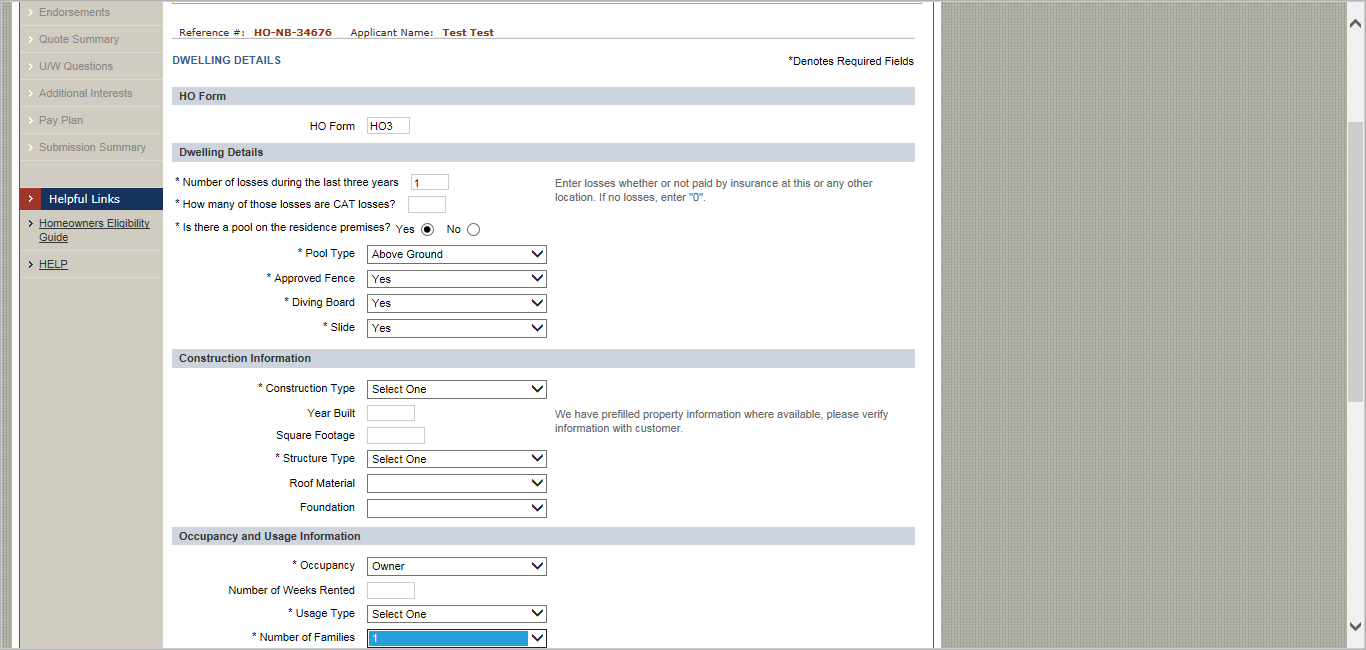 Endorsements
Quote Summary
U/W Questions
Additional Interests
Pay Plan
Submission Summary
Helpful Links
Homeowners Eligibility
Guide
HELP
Reference #: HO-NB-34676 Applicant Name: Test Test
DWELLING DETAILS
*Denotes Required Fields
HO Form
HO Form HO3
Dwelling Details
* Number of losses during the last three years 1
Enter losses whether or not paid by insurance at this or any other
location. If no losses, enter "0".
* How many of those losses are CAT losses?
* Is there a pool on the residence premises? Yes No
* Pool Type Above Ground
* Approved Fence Yes
* Diving Board Yes
* Slide Yes
Construction Information
* Construction Type Select One
Year Built
We have prefilled property information where available, please verify
information with customer.
Square Footage
* Structure Type Select One
Roof Material
Foundation
Occupancy and Usage Information
* Occupancy Owner
Number of Weeks Rented
* Usage Type Select One
* Number of Families 1